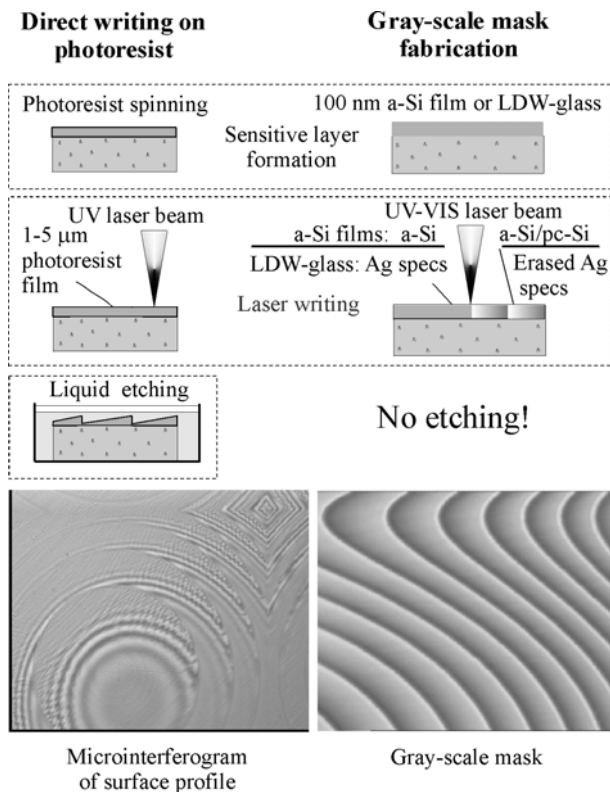 Direct writing on
photoresist
Gray-scale mask
fabrication
Photoresist spinning
100 nm a-Si film or LDW-glass
Sensitive layer
formation
UV laser beam
1-5 μm
photoresist
film
UV-VIS laser beam
a-Si films: a-Si
a-Si/pc-Si
LDW-glass: Ag specs
Erased Ag
specs
Laser writing
Liquid etching
No etching!
Microinterferogram
of surface profile
Gray-scale mask